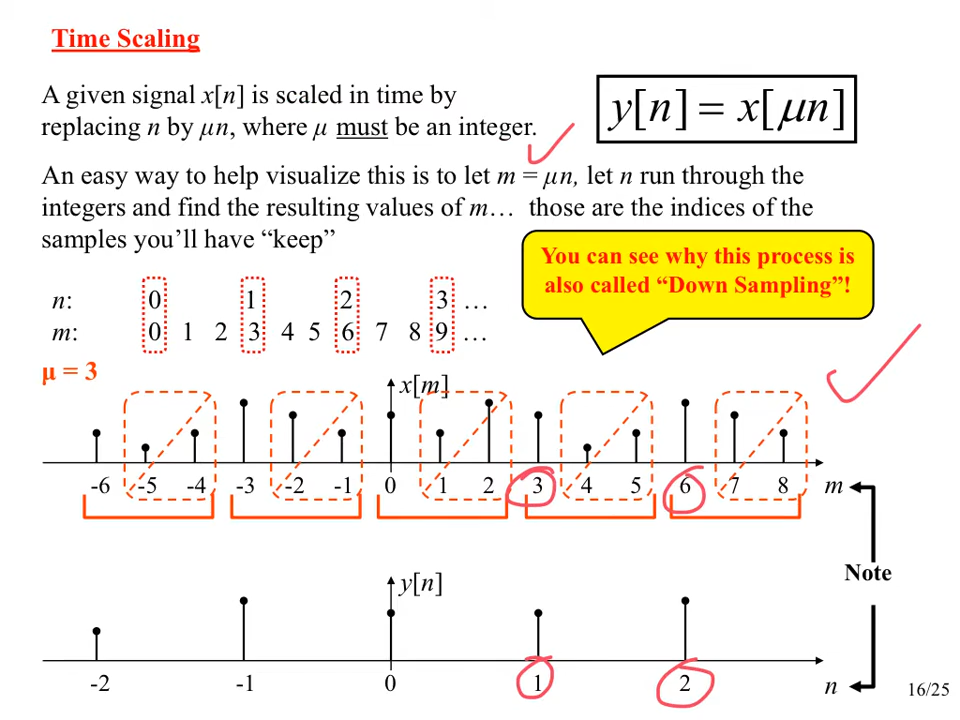 Time Scaling
A given signal x[n] is scaled in time by
replacing n by μn, where μ must be an integer.
y[n] = x[μn]
An easy way to help visualize this is to let m = μn, let n run through the
integers and find the resulting values of m… those are the indices of the
samples you'll have "keep"
You can see why this process is
also called "Down Sampling"!
n: 0 1 2 3 …
m: 0 1 2 3 4 5 6 7 8 9 …
μ = 3
x[m]
-6 -5 -4 -3 -2 -1 0 1 2 3 4 5 6 7 8 m
Note
y[n]
-2 -1 0 1 2 n
16/25